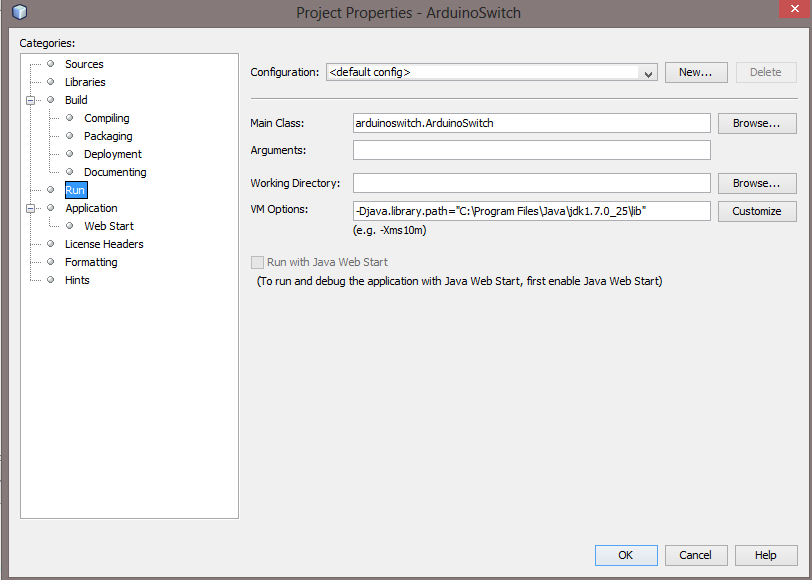 Project Properties - ArduinoSwitch
Categories:
Sources
Libraries
Build
Compiling
Packaging
Deployment
Documenting
Run
Application
Web Start
License Headers
Formatting
Hints
Configuration: <default config> New... Delete
Main Class: arduinoswitch.ArduinoSwitch Browse...
Arguments:
Working Directory: Browse...
VM Options: -Djava.library.path="C:\Program Files\Java\jdk1.7.0_25\lib" Customize
(e.g. -Xms10m)
Run with Java Web Start
(To run and debug the application with Java Web Start, first enable Java Web Start)
OK Cancel Help